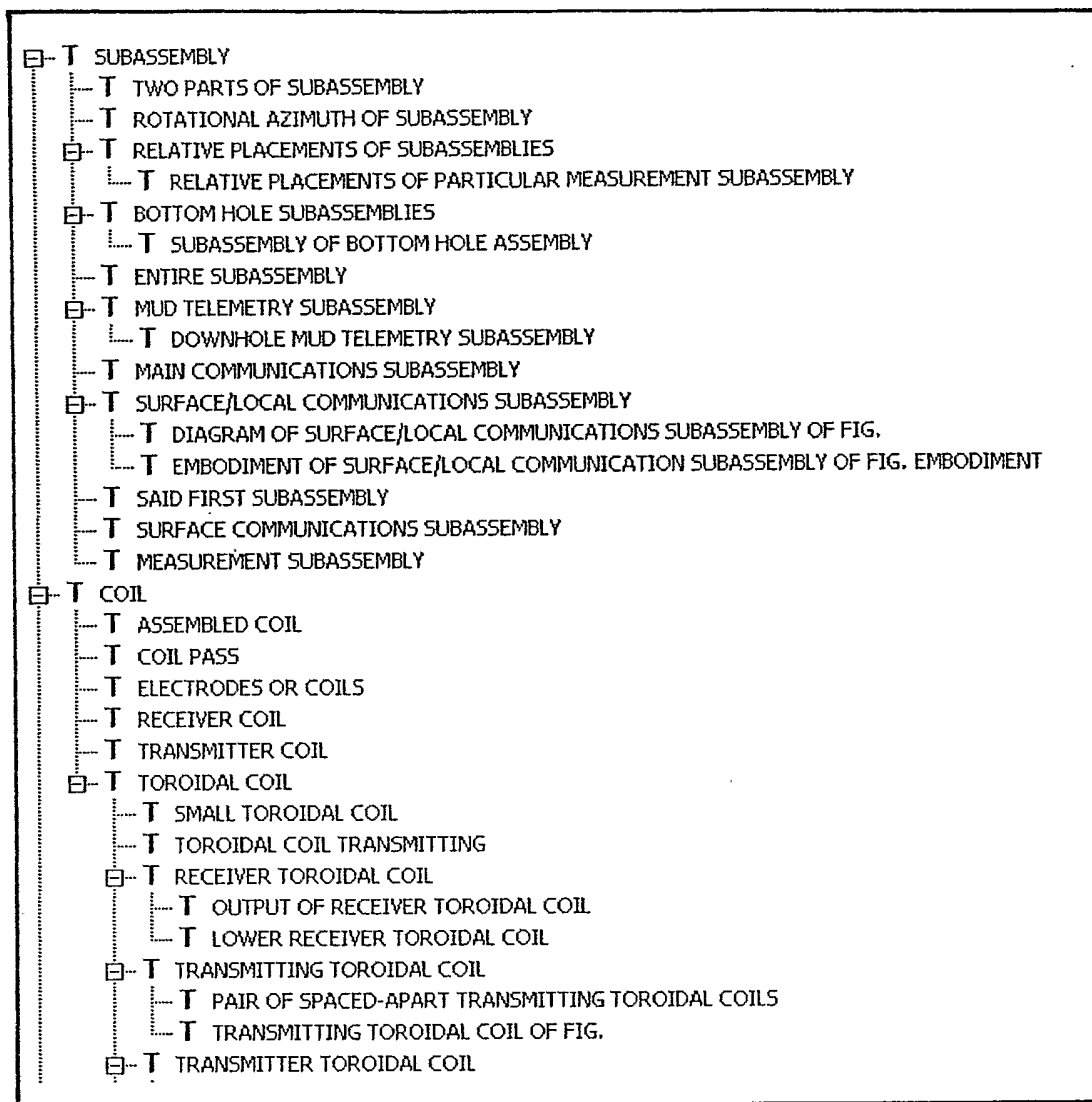 T SUBASSEMBLY
T TWO PARTS OF SUBASSEMBLY
T ROTATIONAL AZIMUTH OF SUBASSEMBLY
T RELATIVE PLACEMENTS OF SUBASSEMBLIES
T RELATIVE PLACEMENTS OF PARTICULAR MEASUREMENT SUBASSEMBLY
T BOTTOM HOLE SUBASSEMBLIES
T SUBASSEMBLY OF BOTTOM HOLE ASSEMBLY
T ENTIRE SUBASSEMBLY
T MUD TELEMETRY SUBASSEMBLY
T DOWNHOLE MUD TELEMETRY SUBASSEMBLY
T MAIN COMMUNICATIONS SUBASSEMBLY
T SURFACE/LOCAL COMMUNICATIONS SUBASSEMBLY
T DIAGRAM OF SURFACE/LOCAL COMMUNICATIONS SUBASSEMBLY OF FIG.
T EMBODIMENT OF SURFACE/LOCAL COMMUNICATION SUBASSEMBLY OF FIG. EMBODIMENT
T SAID FIRST SUBASSEMBLY
T SURFACE COMMUNICATIONS SUBASSEMBLY
T MEASUREMENT SUBASSEMBLY
T COIL
T ASSEMBLED COIL
T COIL PASS
T ELECTRODES OR COILS
T RECEIVER COIL
T TRANSMITTER COIL
T TOROIDAL COIL
T SMALL TOROIDAL COIL
T TOROIDAL COIL TRANSMITTING
T RECEIVER TOROIDAL COIL
T OUTPUT OF RECEIVER TOROIDAL COIL
T LOWER RECEIVER TOROIDAL COIL
T TRANSMITTING TOROIDAL COIL
T PAIR OF SPACED-APART TRANSMITTING TOROIDAL COILS
T TRANSMITTING TOROIDAL COIL OF FIG.
T TRANSMITTER TOROIDAL COIL